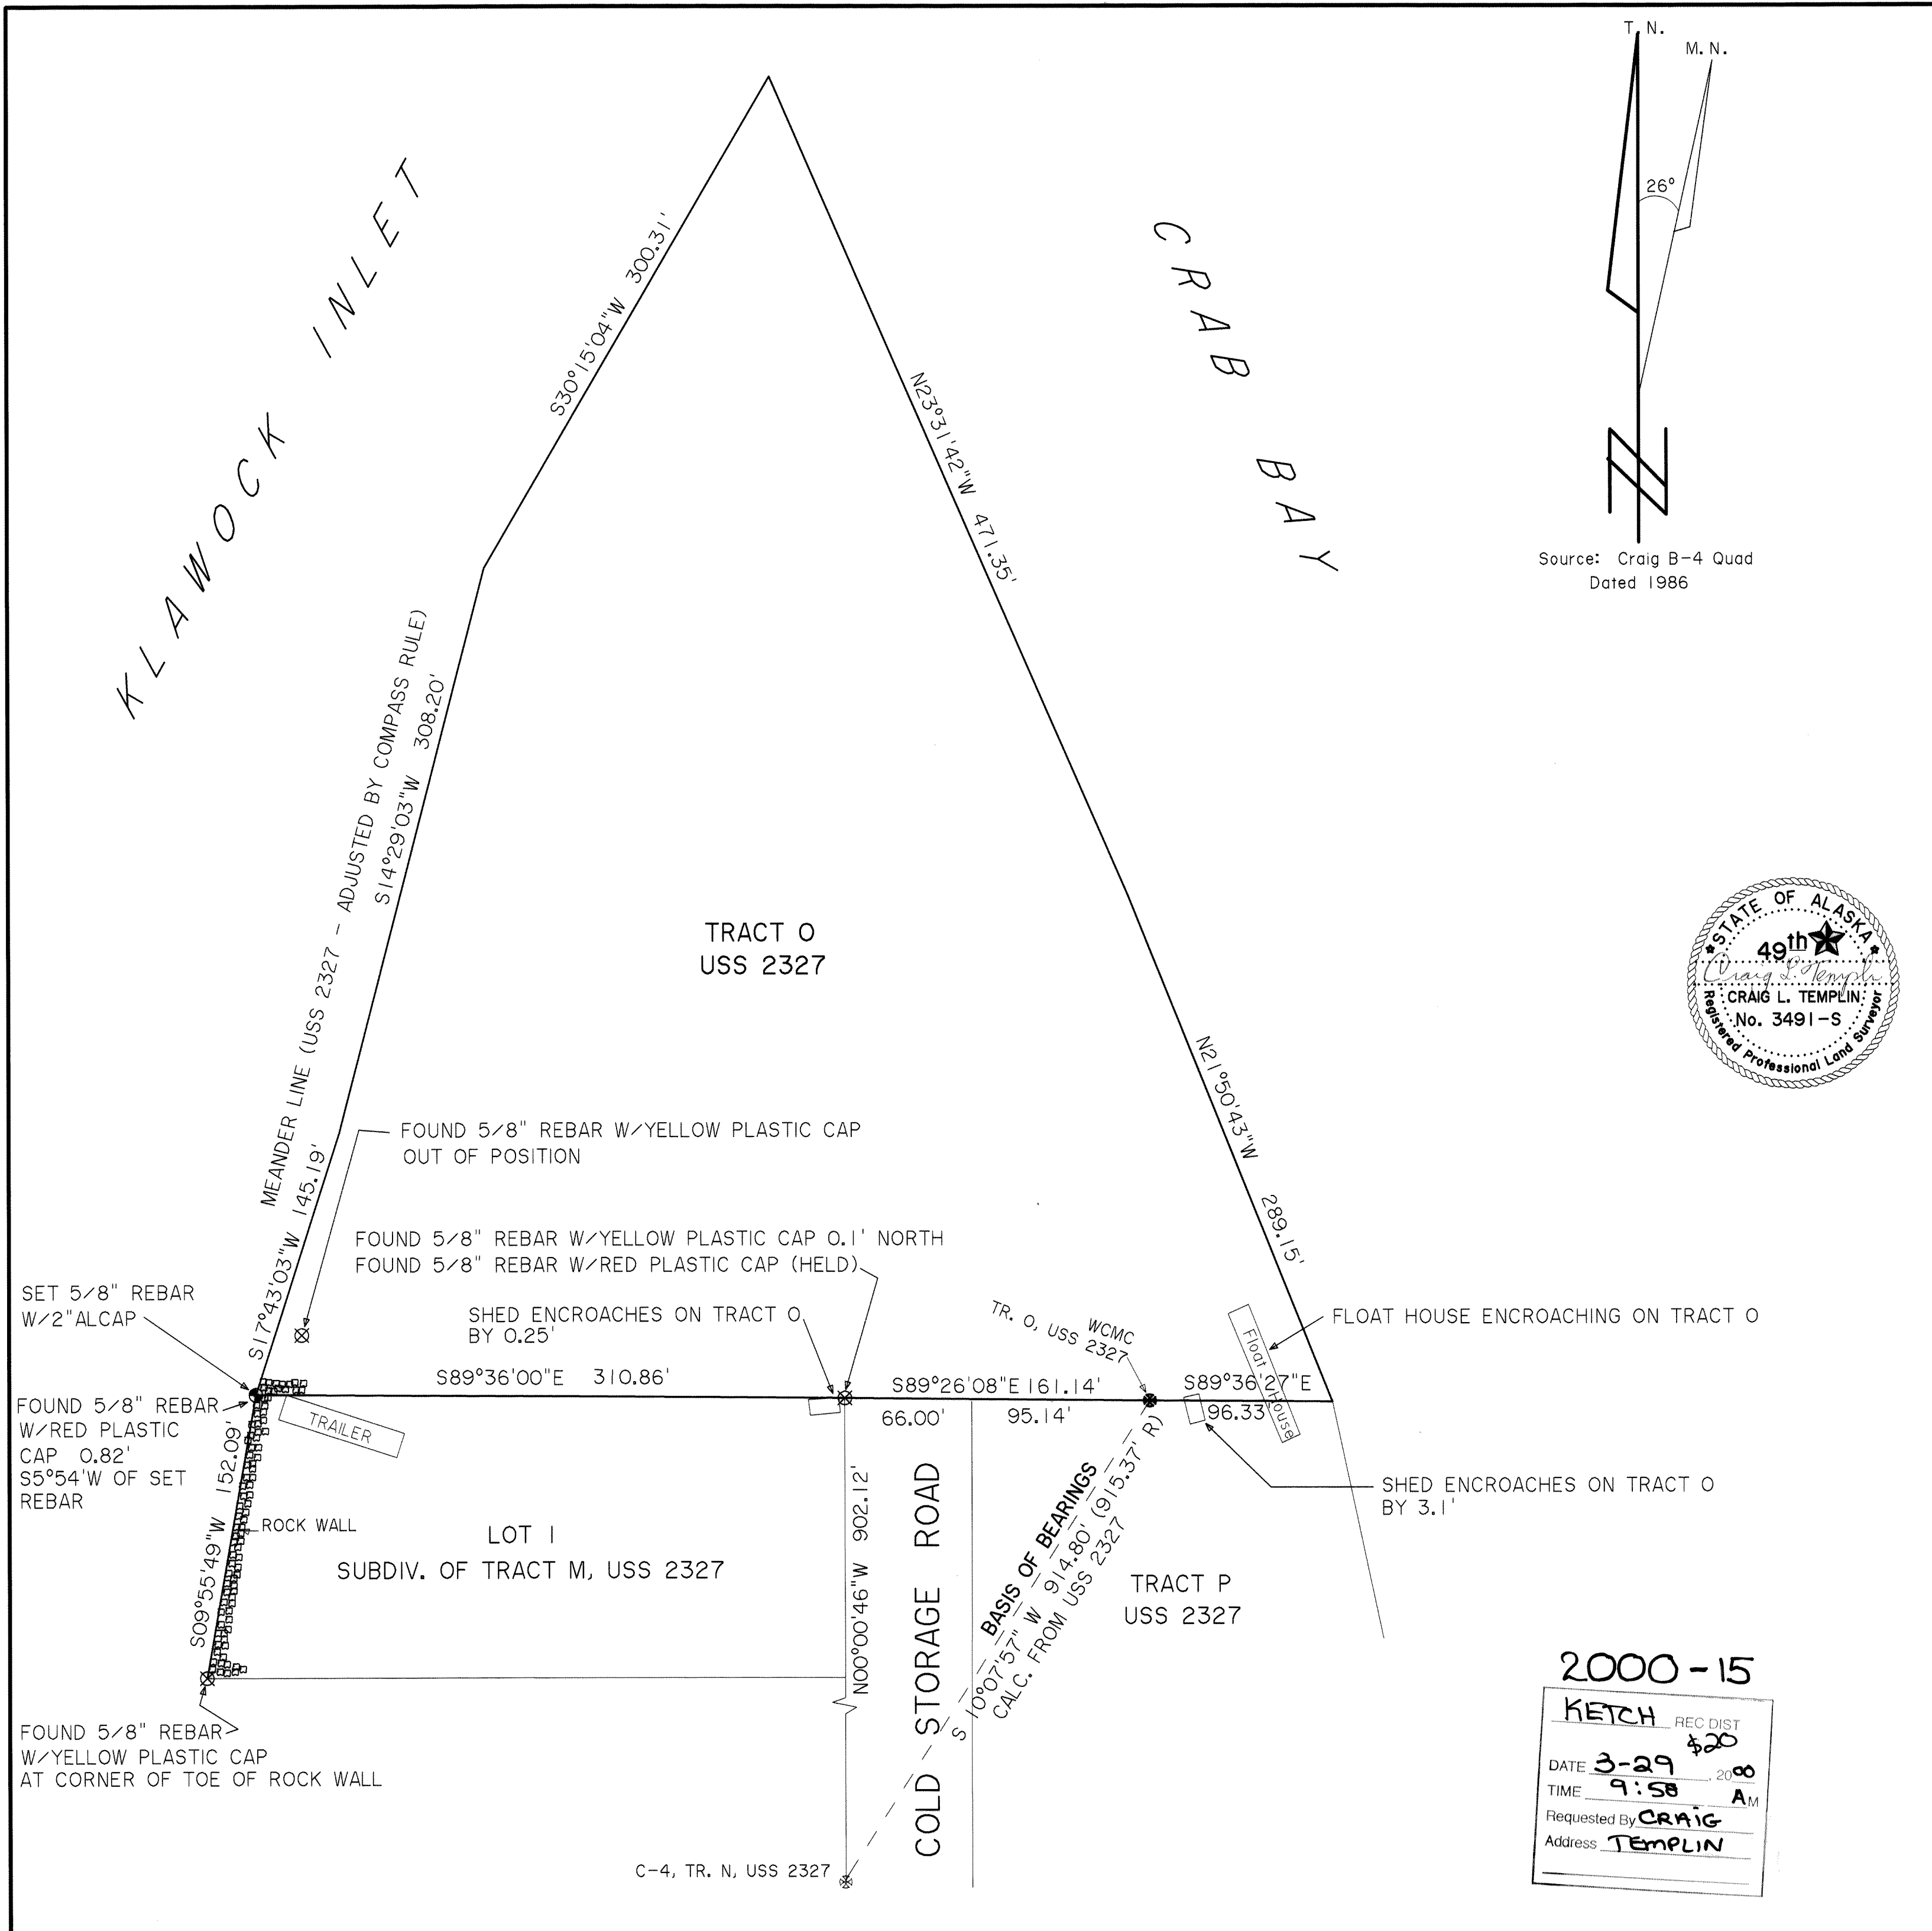 T.N.
M.N.
26°
Source: Craig B-4 Quad
Dated 1986
KLAWOCK INLET
CRAB BAY
S30°15'04"W 300.31'
N23°31'42"W 471.35'
MEANDER LINE (USS 2327 - ADJUSTED BY COMPASS RULE)
S14°29'03"W 308.20'
TRACT O
USS 2327
STATE OF ALASKA
49th
Craig L. Templin
CRAIG L. TEMPLIN
No. 3491-S
Registered Professional Land Surveyor
N21°50'43"W 289.15'
S17°43'03"W 145.19'
FOUND 5/8" REBAR W/YELLOW PLASTIC CAP
OUT OF POSITION
FOUND 5/8" REBAR W/YELLOW PLASTIC CAP 0.1' NORTH
FOUND 5/8" REBAR W/RED PLASTIC CAP (HELD)
SET 5/8" REBAR
W/2"ALCAP
SHED ENCROACHES ON TRACT O
BY 0.25'
WCMC
TR. O, USS 2327
FLOAT HOUSE ENCROACHING ON TRACT O
Float House
S89°36'00"E 310.86'
S89°26'08"E 161.14'
S89°36'27"E
96.33'
66.00'
95.14'
FOUND 5/8" REBAR
W/RED PLASTIC
CAP 0.82'
S5°54'W OF SET
REBAR
TRAILER
S09°55'49"W 152.09'
ROCK WALL
LOT 1
SUBDIV. OF TRACT M, USS 2327
N00°00'46"W 902.12'
COLD STORAGE ROAD
BASIS OF BEARINGS
S 10°07'57" W 914.80' (915.37' R)
CALC. FROM USS 2327
SHED ENCROACHES ON TRACT O
BY 3.1'
TRACT P
USS 2327
FOUND 5/8" REBAR
W/YELLOW PLASTIC CAP
AT CORNER OF TOE OF ROCK WALL
C-4, TR. N, USS 2327
2000-15
KETCH REC DIST
$20
DATE 3-29, 2000
TIME 9:58 AM
Requested By CRAIG
Address TEMPLIN